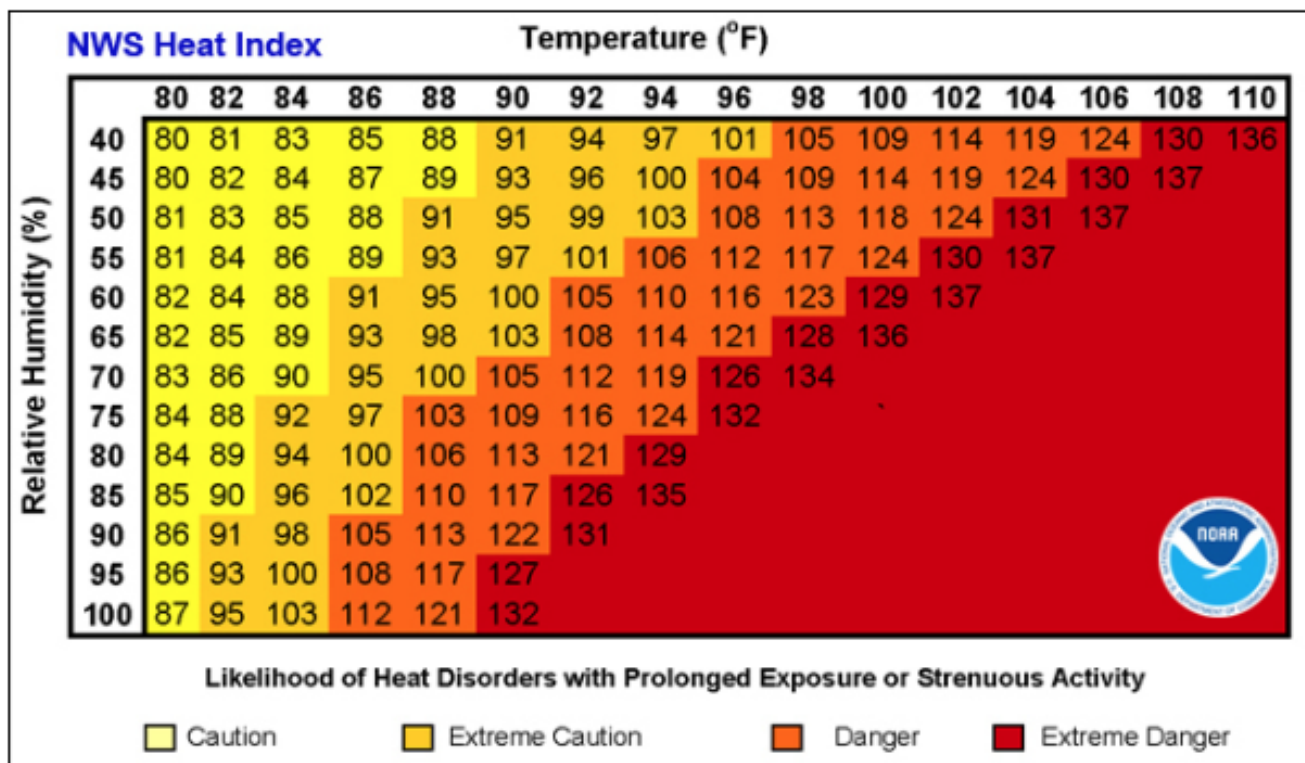 NWS Heat Index
Temperature (°F)
80 82 84 86 88 90 92 94 96 98 100 102 104 106 108 110
Relative Humidity (%)
40 80 81 83 85 88 91 94 97 101 105 109 114 119 124 130 136
45 80 82 84 87 89 93 96 100 104 109 114 119 124 130 137
50 81 83 85 88 91 95 99 103 108 113 118 124 131 137
55 81 84 86 89 93 97 101 106 112 117 124 130 137
60 82 84 88 91 95 100 105 110 116 123 129 137
65 82 85 89 93 98 103 108 114 121 128 136
70 83 86 90 95 100 105 112 119 126 134
75 84 88 92 97 103 109 116 124 132
80 84 89 94 100 106 113 121 129
85 85 90 96 102 110 117 126 135
90 86 91 98 105 113 122 131
95 86 93 100 108 117 127
100 87 95 103 112 121 132
NOAA
Likelihood of Heat Disorders with Prolonged Exposure or Strenuous Activity
Caution Extreme Caution Danger Extreme Danger